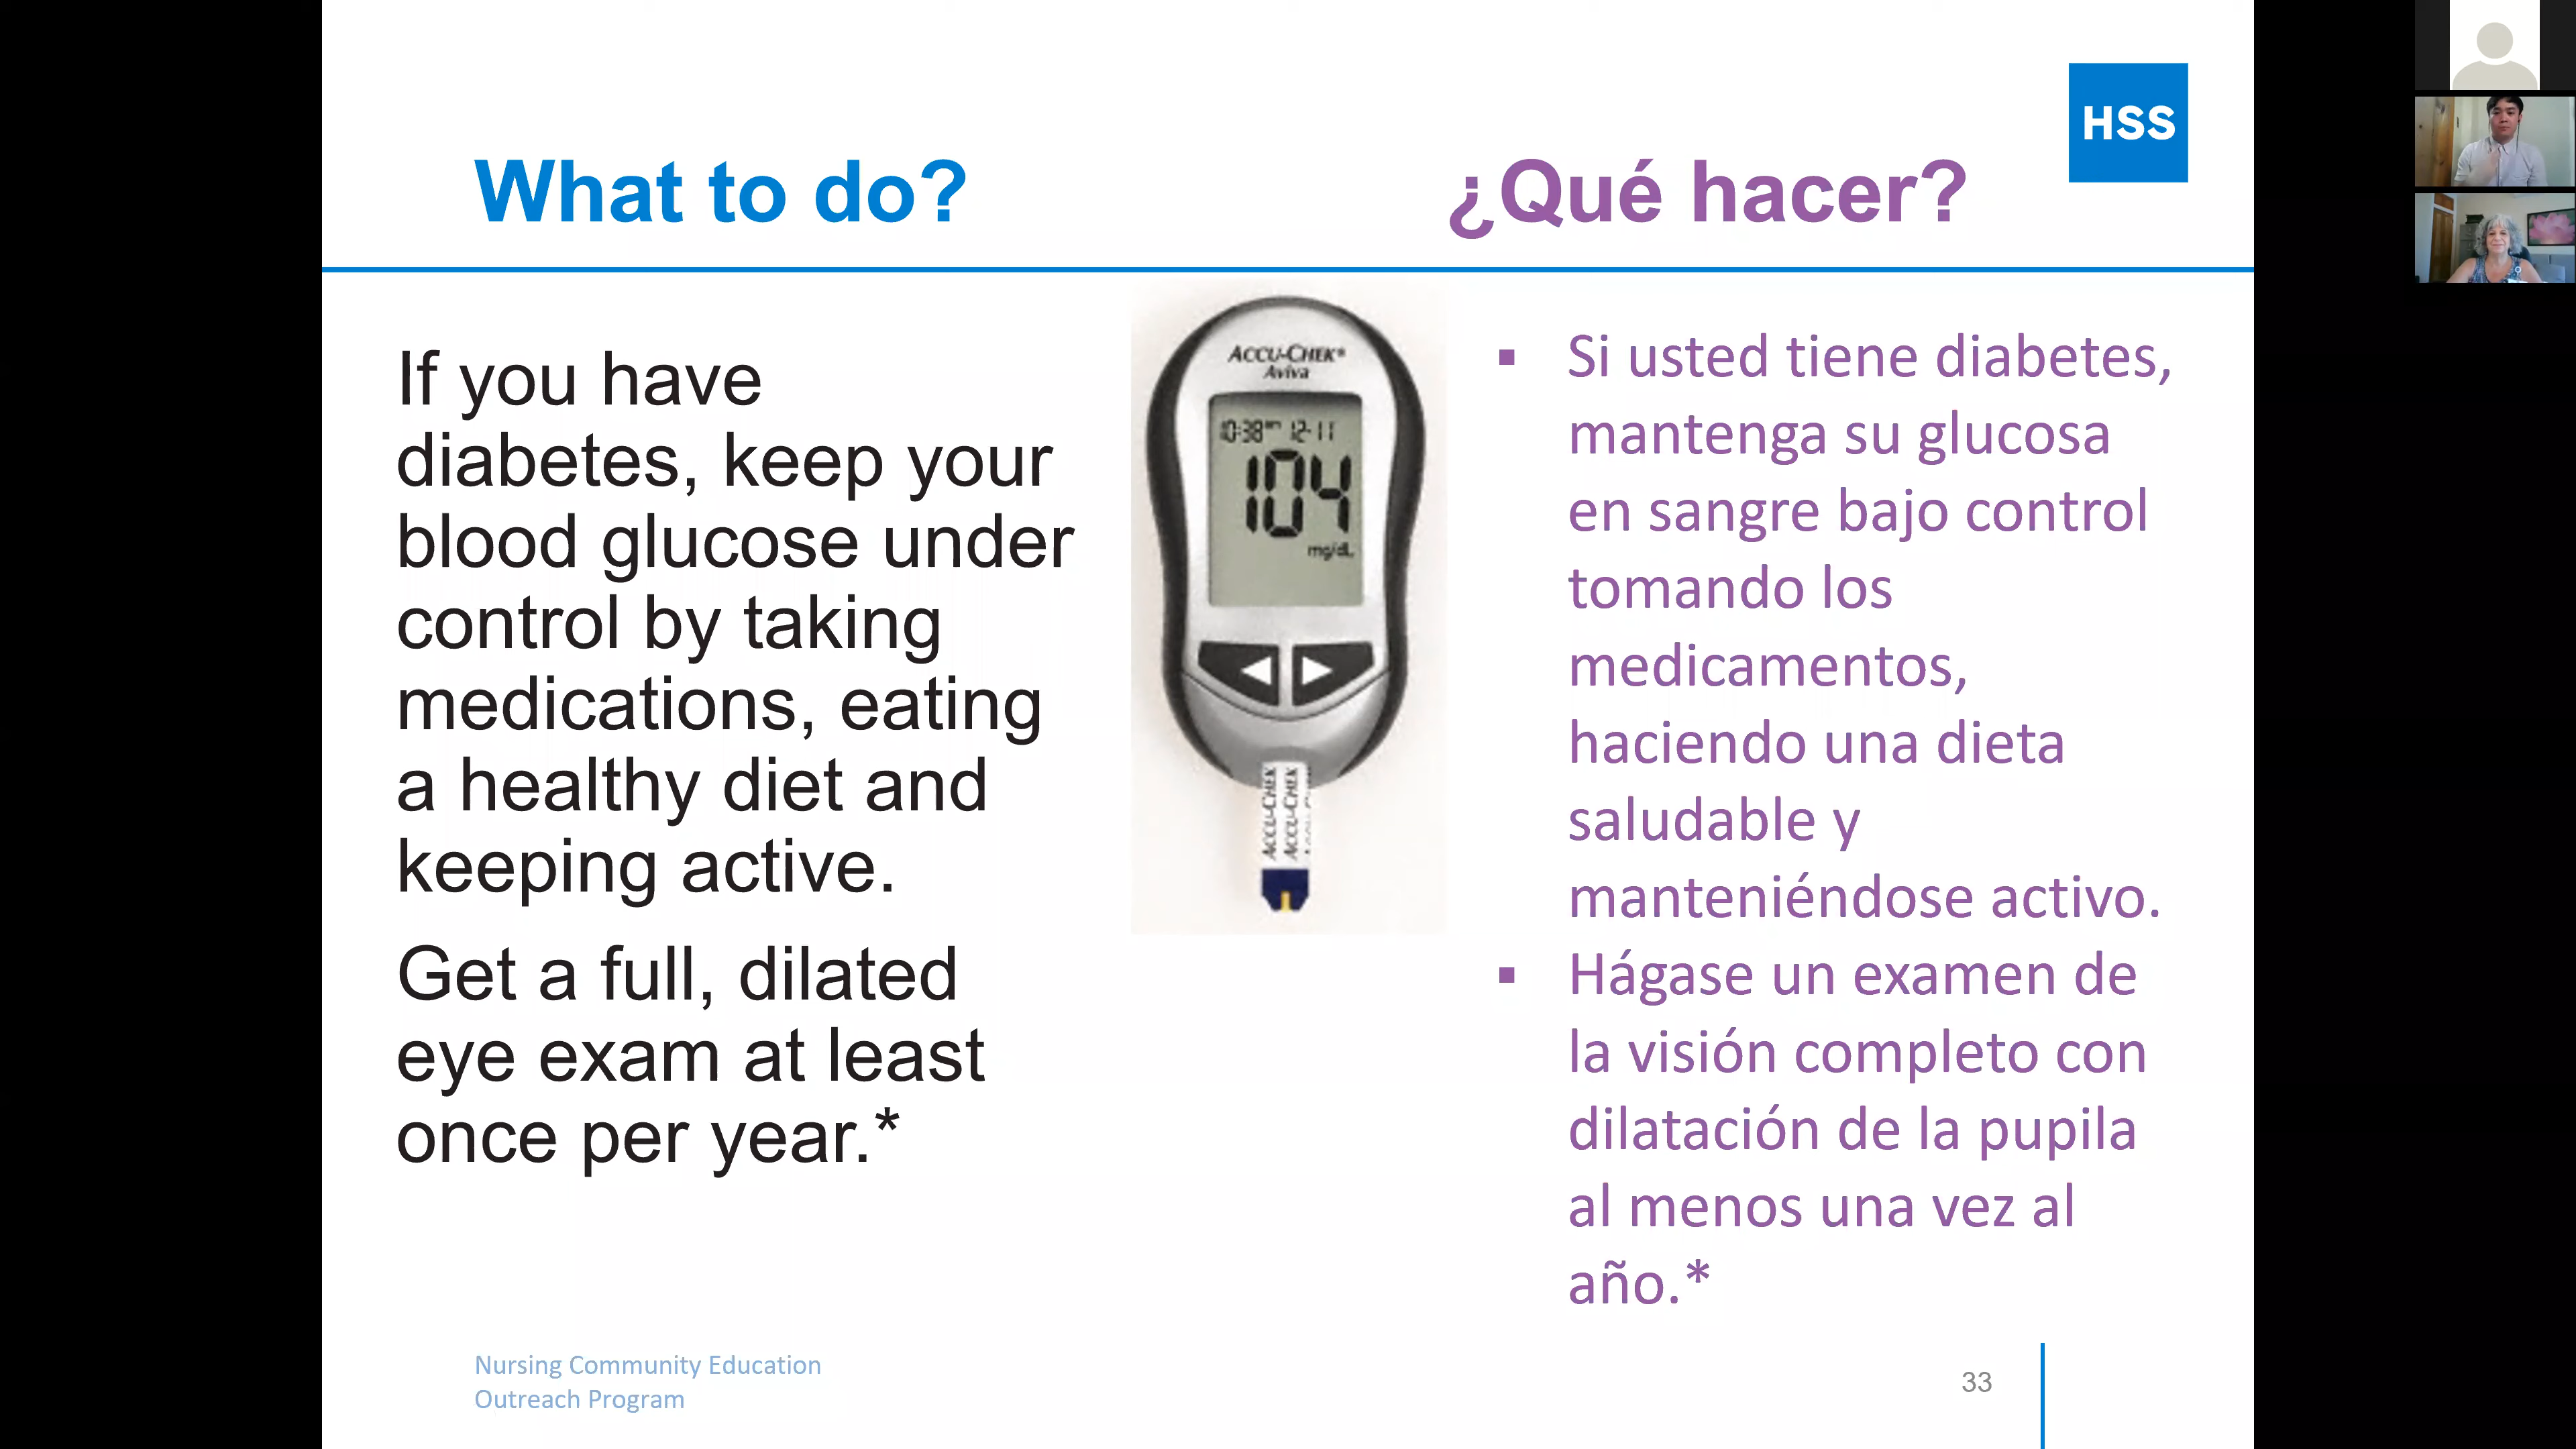 HSS
What to do?
¿Qué hacer?
If you have
diabetes, keep your
blood glucose under
control by taking
medications, eating
a healthy diet and
keeping active.
Get a full, dilated
eye exam at least
once per year.*
ACCU-CHEK®
Aviva
10:38am 12-11
104
mg/dL
ACCU-CHEK
ACCU-CHEK
▪ Si usted tiene diabetes,
mantenga su glucosa
en sangre bajo control
tomando los
medicamentos,
haciendo una dieta
saludable y
manteniéndose activo.
▪ Hágase un examen de
la visión completo con
dilatación de la pupila
al menos una vez al
año.*
Nursing Community Education
Outreach Program
33